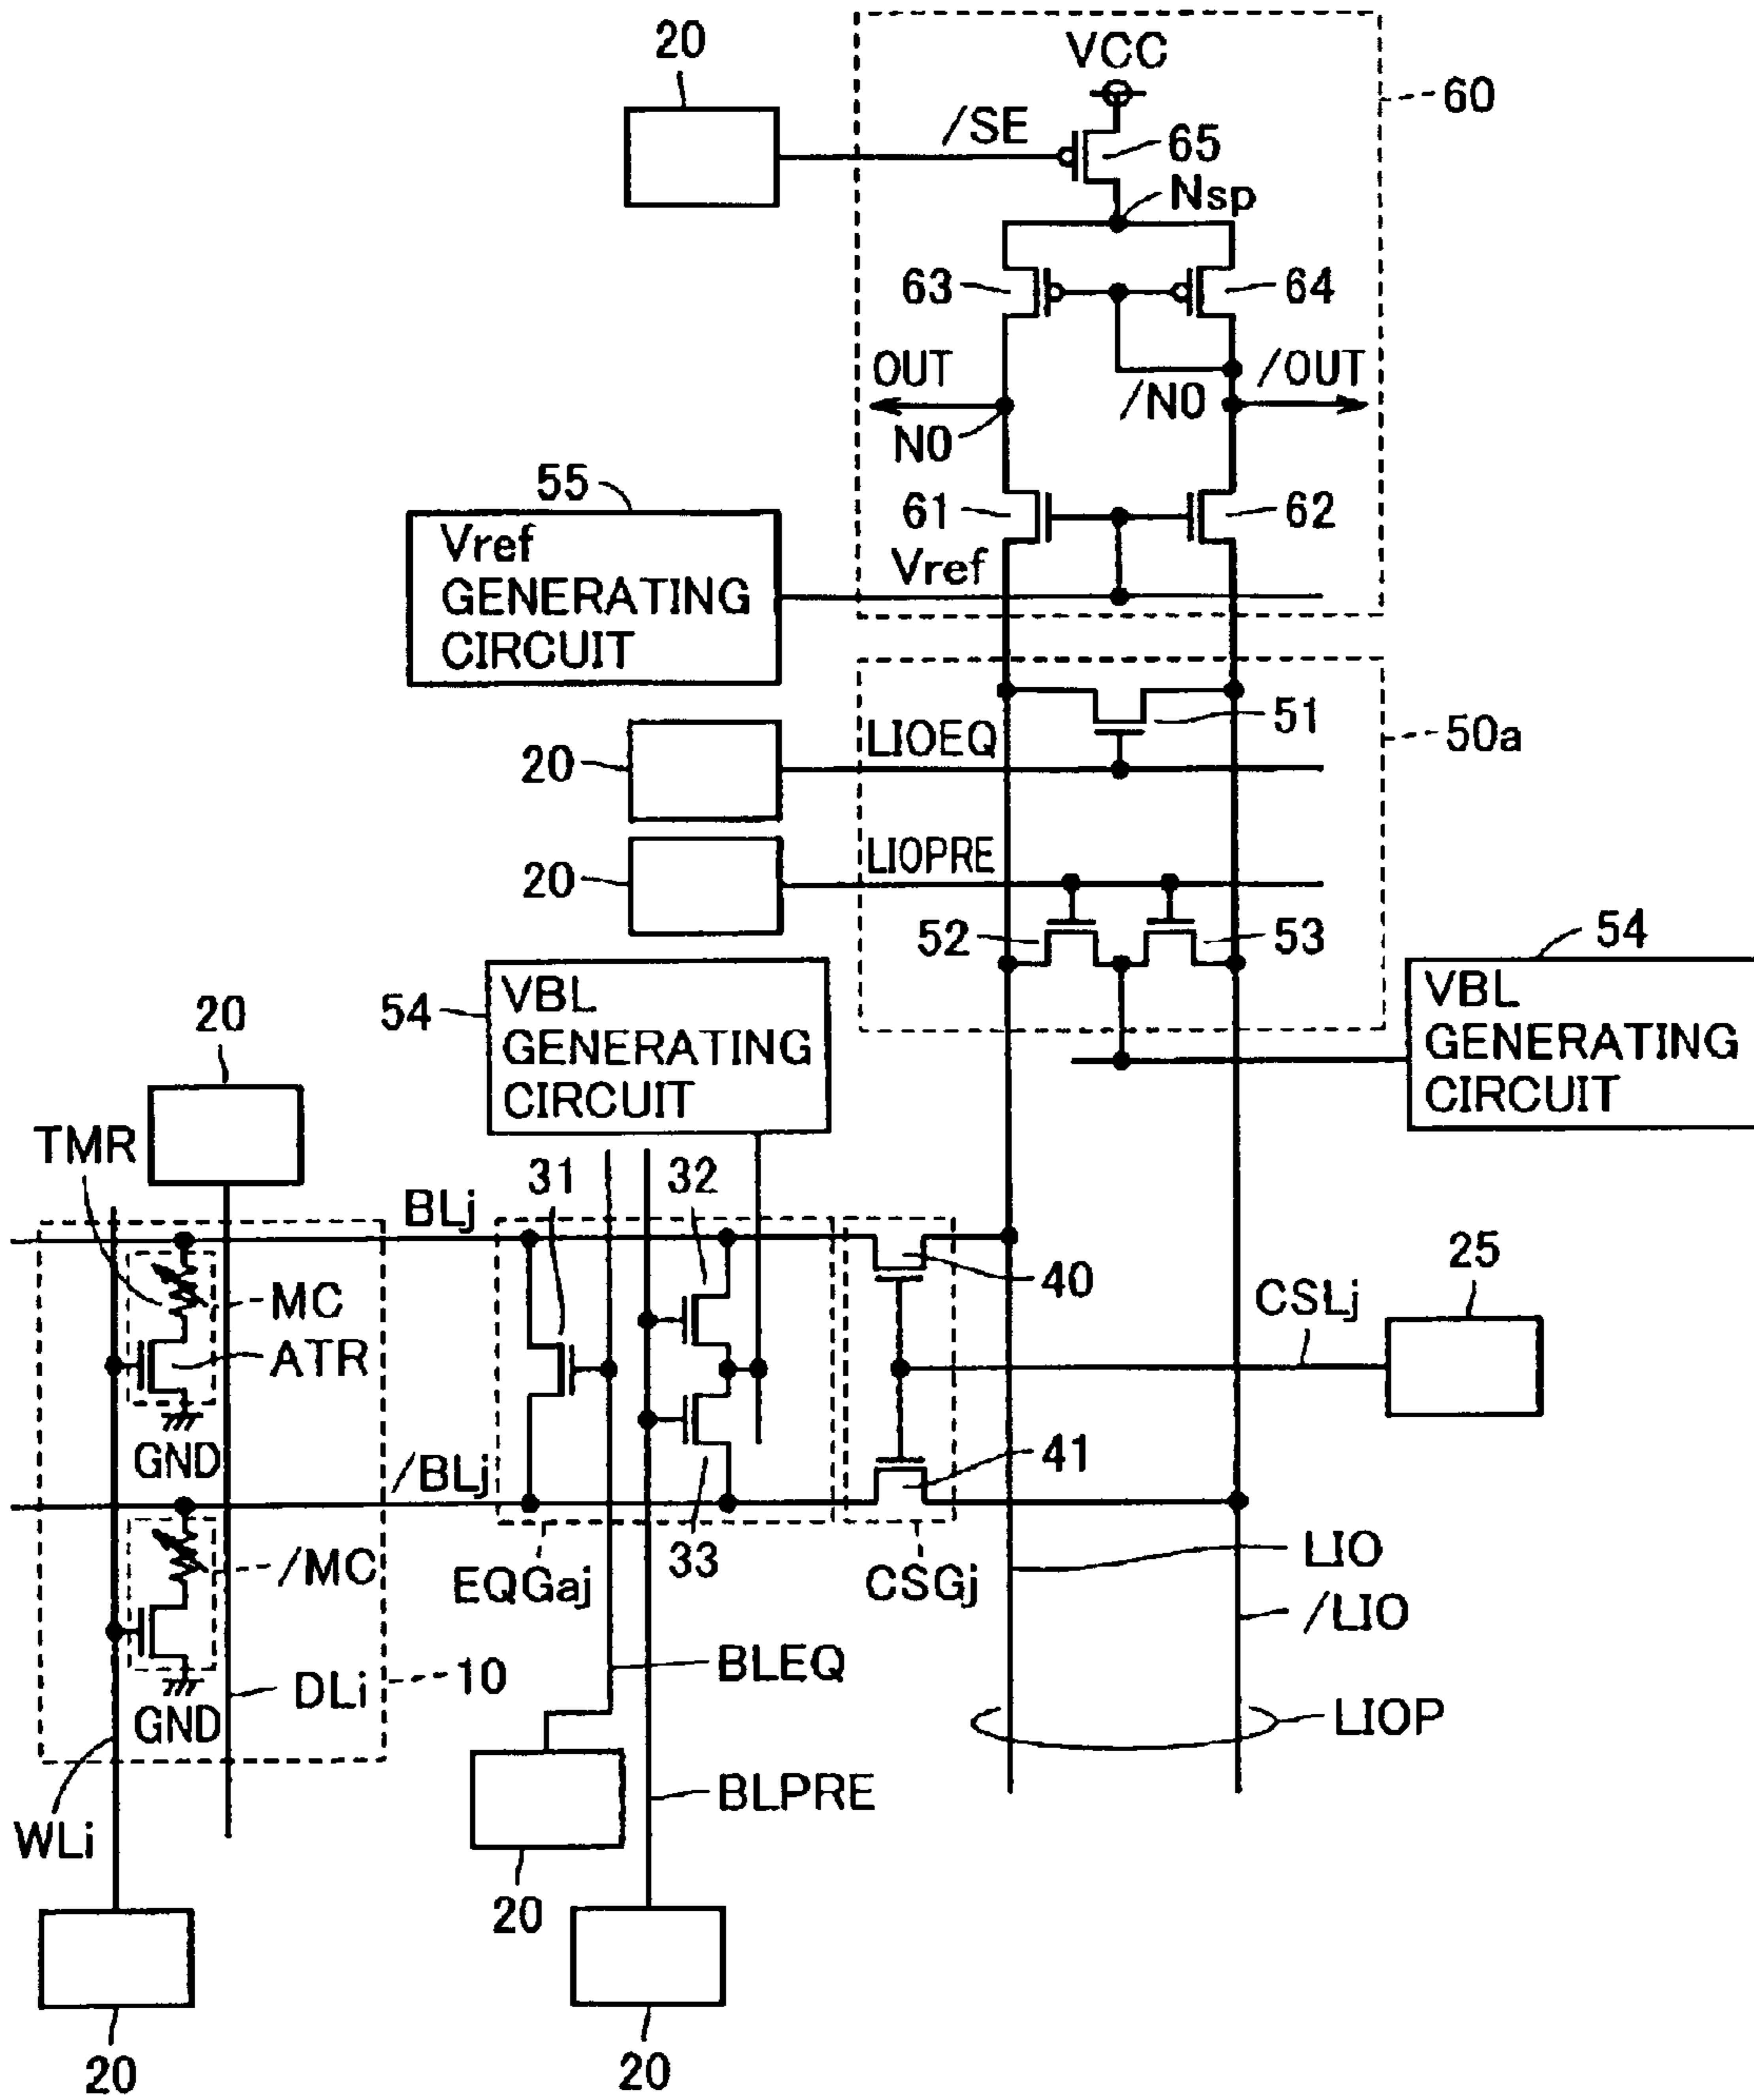 20
VCC
60
/SE
65
Nsp
63
64
OUT
/OUT
/N0
N0
55
61
62
Vref
GENERATING
CIRCUIT
Vref
51
LIOEQ
50a
20
LIOPRE
20
52
53
54
54
VBL
GENERATING
CIRCUIT
VBL
GENERATING
CIRCUIT
20
TMR
31
32
BLj
25
40
CSLj
MC
ATR
GND
/BLj
41
33
LIO
/MC
EQGaj
CSGj
/LIO
BLEQ
10
DLi
GND
LIOP
BLPRE
WLi
20
20
20